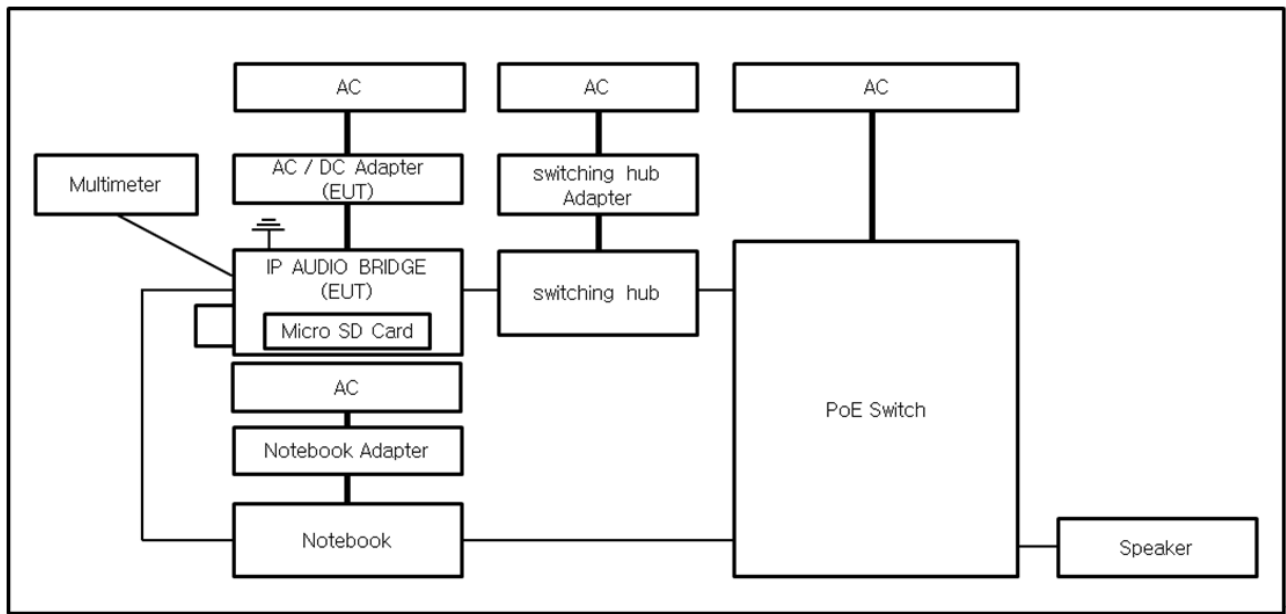 AC
AC
AC
Multimeter
AC / DC Adapter
(EUT)
switching hub
Adapter
IP AUDIO BRIDGE
(EUT)
Micro SD Card
switching hub
PoE Switch
AC
Notebook Adapter
Notebook
Speaker